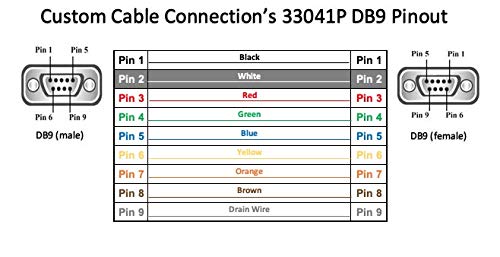 Custom Cable Connection's 33041P DB9 Pinout
Pin 1 Pin 5
Pin 6 Pin 9
DB9 (male)
Pin 1 Black Pin 1
Pin 2 White Pin 2
Pin 3 Red Pin 3
Pin 4 Green Pin 4
Pin 5 Blue Pin 5
Pin 6 Yellow Pin 6
Pin 7 Orange Pin 7
Pin 8 Brown Pin 8
Pin 9 Drain Wire Pin 9
Pin 5 Pin 1
Pin 9 Pin 6
DB9 (female)